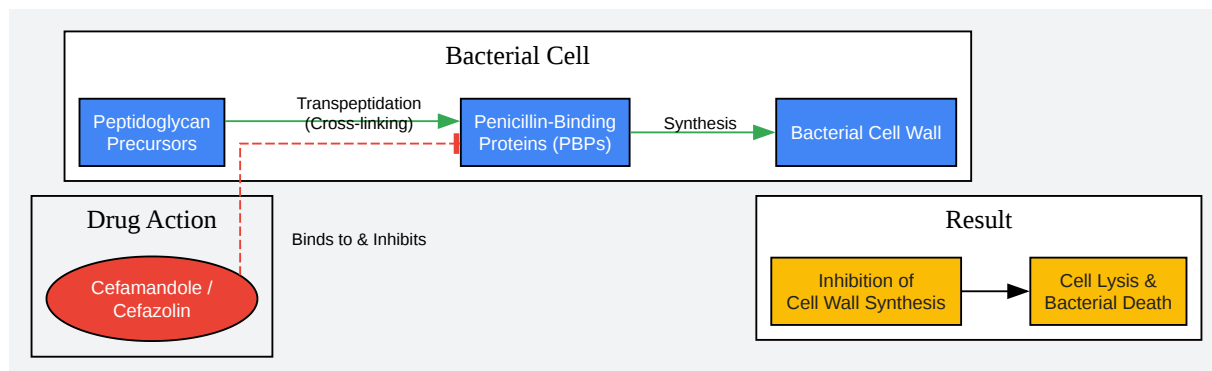 Bacterial Cell
Peptidoglycan
Precursors
Transpeptidation
(Cross-linking)
Penicillin-Binding
Proteins (PBPs)
Synthesis
Bacterial Cell Wall
Drug Action
Cefamandole /
Cefazolin
Binds to & Inhibits
Result
Inhibition of
Cell Wall Synthesis
Cell Lysis &
Bacterial Death